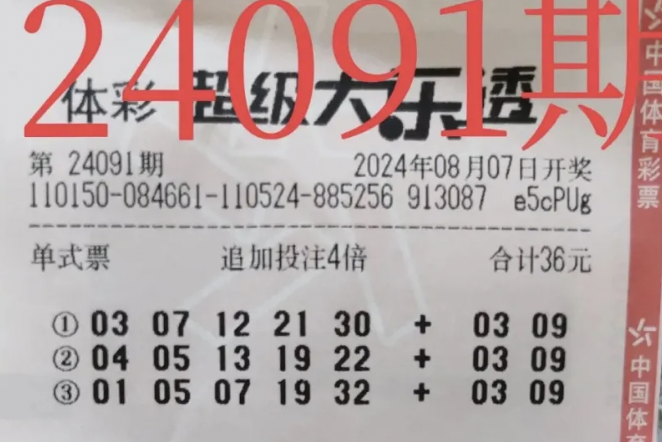 24091期
体彩 超级大乐透
第 24091期 2024年08月07日开奖
110150-084661-110524-885256 913087 e5cPUg
单式票 追加投注4倍 合计36元
① 03 07 12 21 30 + 03 09
② 04 05 13 19 22 + 03 09
③ 01 05 07 19 32 + 03 09
中国体育彩票
中国体育